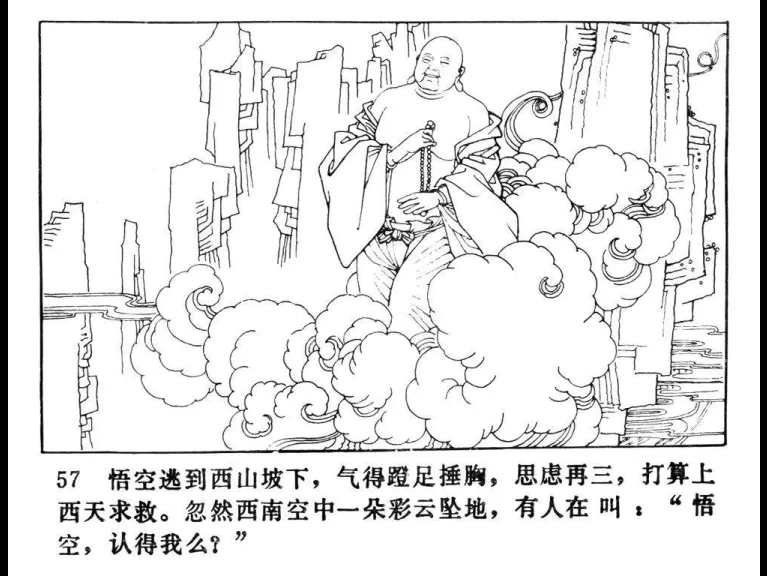 57 悟空逃到西山坡下，气得蹬足捶胸，思虑再三，打算上
西天求救。忽然西南空中一朵彩云坠地，有人在叫：“悟
空，认得我么？”